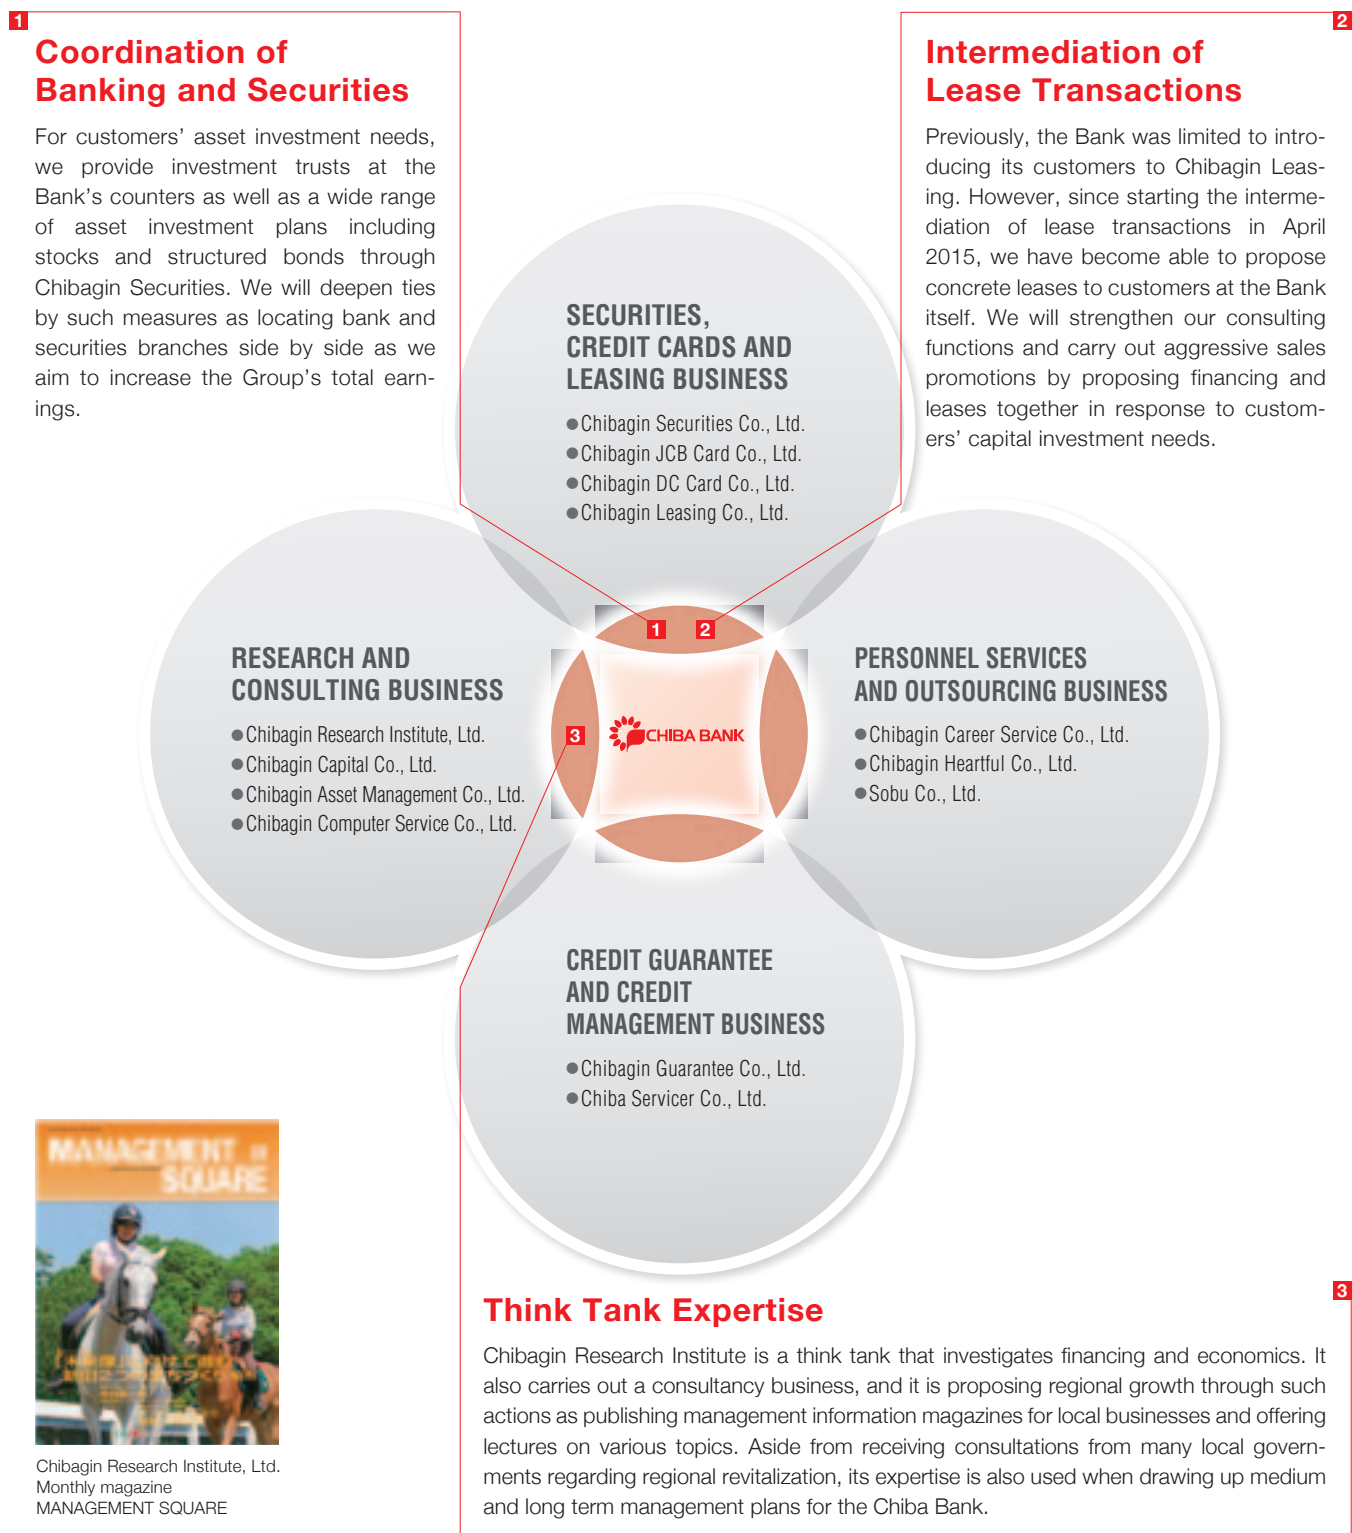 1
Coordination of
Banking and Securities
For customers' asset investment needs,
we provide investment trusts at the
Bank's counters as well as a wide range
of asset investment plans including
stocks and structured bonds through
Chibagin Securities. We will deepen ties
by such measures as locating bank and
securities branches side by side as we
aim to increase the Group's total earn-
ings.
2
Intermediation of
Lease Transactions
Previously, the Bank was limited to intro-
ducing its customers to Chibagin Leas-
ing. However, since starting the interme-
diation of lease transactions in April
2015, we have become able to propose
concrete leases to customers at the Bank
itself. We will strengthen our consulting
functions and carry out aggressive sales
promotions by proposing financing and
leases together in response to custom-
ers' capital investment needs.
SECURITIES,
CREDIT CARDS AND
LEASING BUSINESS
●Chibagin Securities Co., Ltd.
●Chibagin JCB Card Co., Ltd.
●Chibagin DC Card Co., Ltd.
●Chibagin Leasing Co., Ltd.
1 2
RESEARCH AND
CONSULTING BUSINESS
●Chibagin Research Institute, Ltd.
●Chibagin Capital Co., Ltd.
●Chibagin Asset Management Co., Ltd.
●Chibagin Computer Service Co., Ltd.
3
CHIBA BANK
PERSONNEL SERVICES
AND OUTSOURCING BUSINESS
●Chibagin Career Service Co., Ltd.
●Chibagin Heartful Co., Ltd.
●Sobu Co., Ltd.
CREDIT GUARANTEE
AND CREDIT
MANAGEMENT BUSINESS
●Chibagin Guarantee Co., Ltd.
●Chiba Servicer Co., Ltd.
MANAGEMENT
SQUARE
Chibagin Research Institute, Ltd.
Monthly magazine
MANAGEMENT SQUARE
3
Think Tank Expertise
Chibagin Research Institute is a think tank that investigates financing and economics. It
also carries out a consultancy business, and it is proposing regional growth through such
actions as publishing management information magazines for local businesses and offering
lectures on various topics. Aside from receiving consultations from many local govern-
ments regarding regional revitalization, its expertise is also used when drawing up medium
and long term management plans for the Chiba Bank.